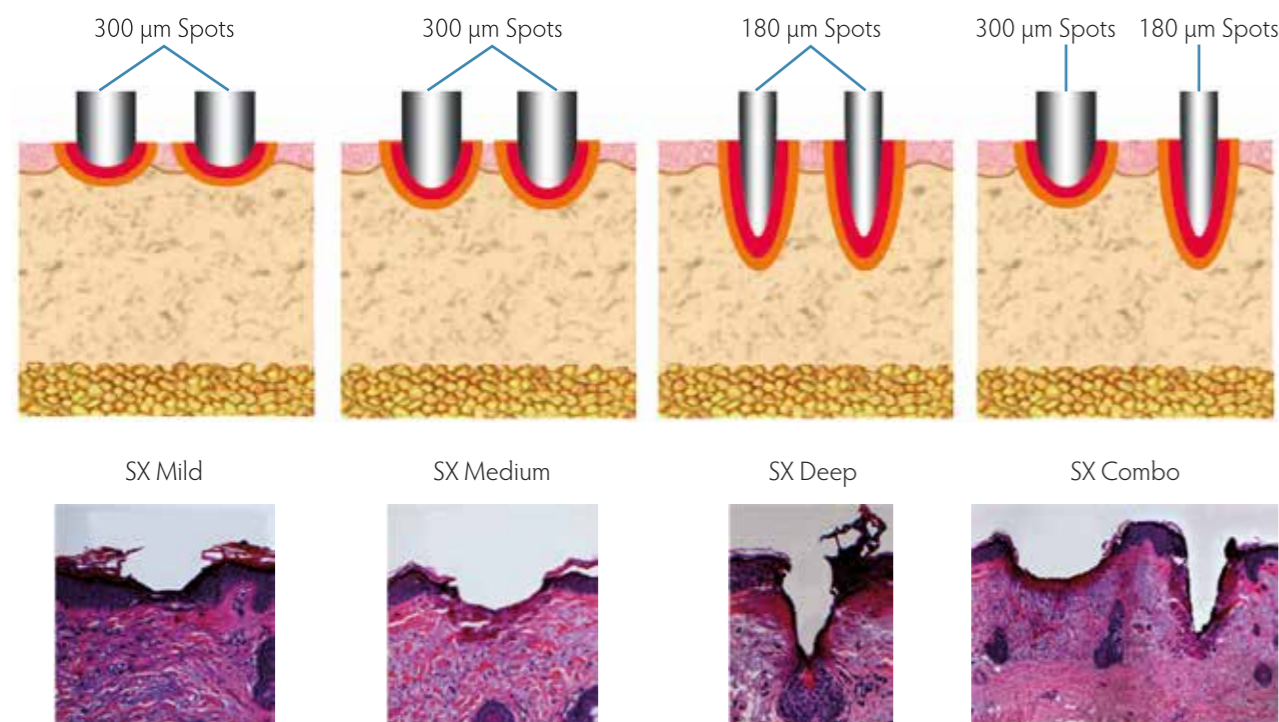 300 µm Spots
300 µm Spots
180 µm Spots
300 µm Spots
180 µm Spots
SX Mild
SX Medium
SX Deep
SX Combo